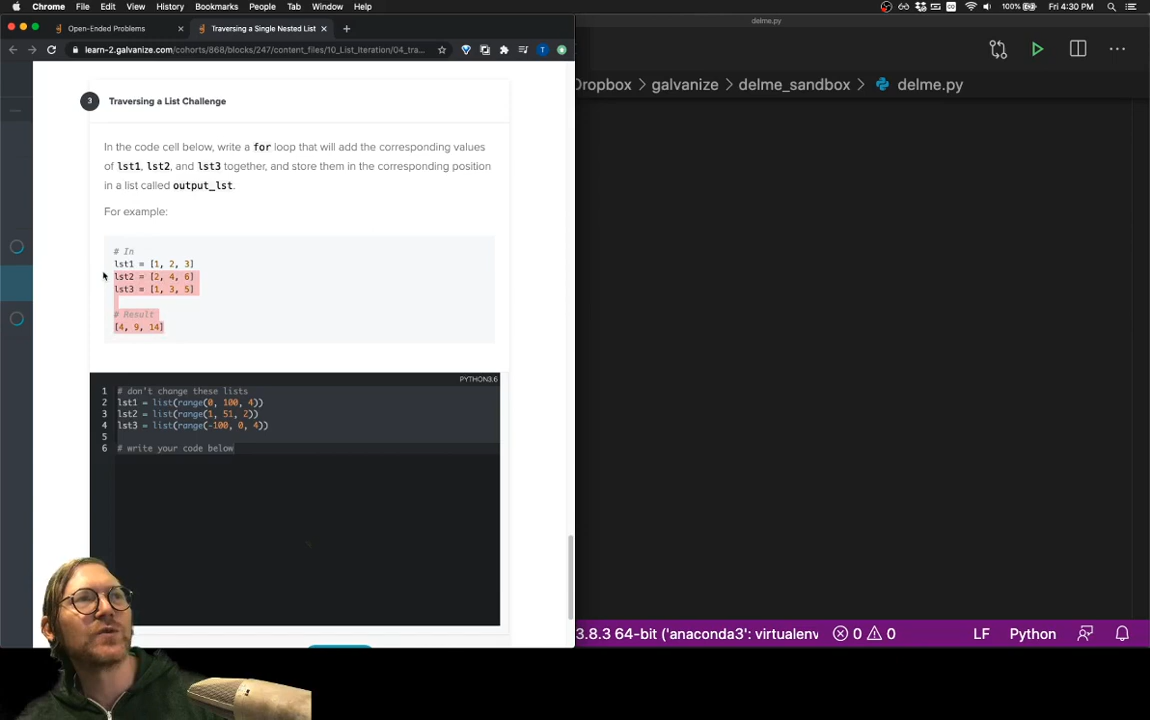 Chrome File Edit View History Bookmarks People Tab Window Help
100% Fri 4:30 PM
Open-Ended Problems
Traversing a Single Nested List
delme.py
learn-2.galvanize.com/cohorts/868/blocks/247/content_files/10_List_Iteration/04_tra...
T
Dropbox > galvanize > delme_sandbox > delme.py
3 Traversing a List Challenge
In the code cell below, write a for loop that will add the corresponding values
of lst1, lst2, and lst3 together, and store them in the corresponding position
in a list called output_lst.
For example:
# In
lst1 = [1, 2, 3]
lst2 = [2, 4, 6]
lst3 = [1, 3, 5]
# Result
[4, 9, 14]
PYTHON3.6
1 # don't change these lists
2 lst1 = list(range(0, 100, 4))
3 lst2 = list(range(1, 51, 2))
4 lst3 = list(range(-100, 0, 4))
5
6 # write your code below
3.8.3 64-bit ('anaconda3': virtualenv 0 0 LF Python